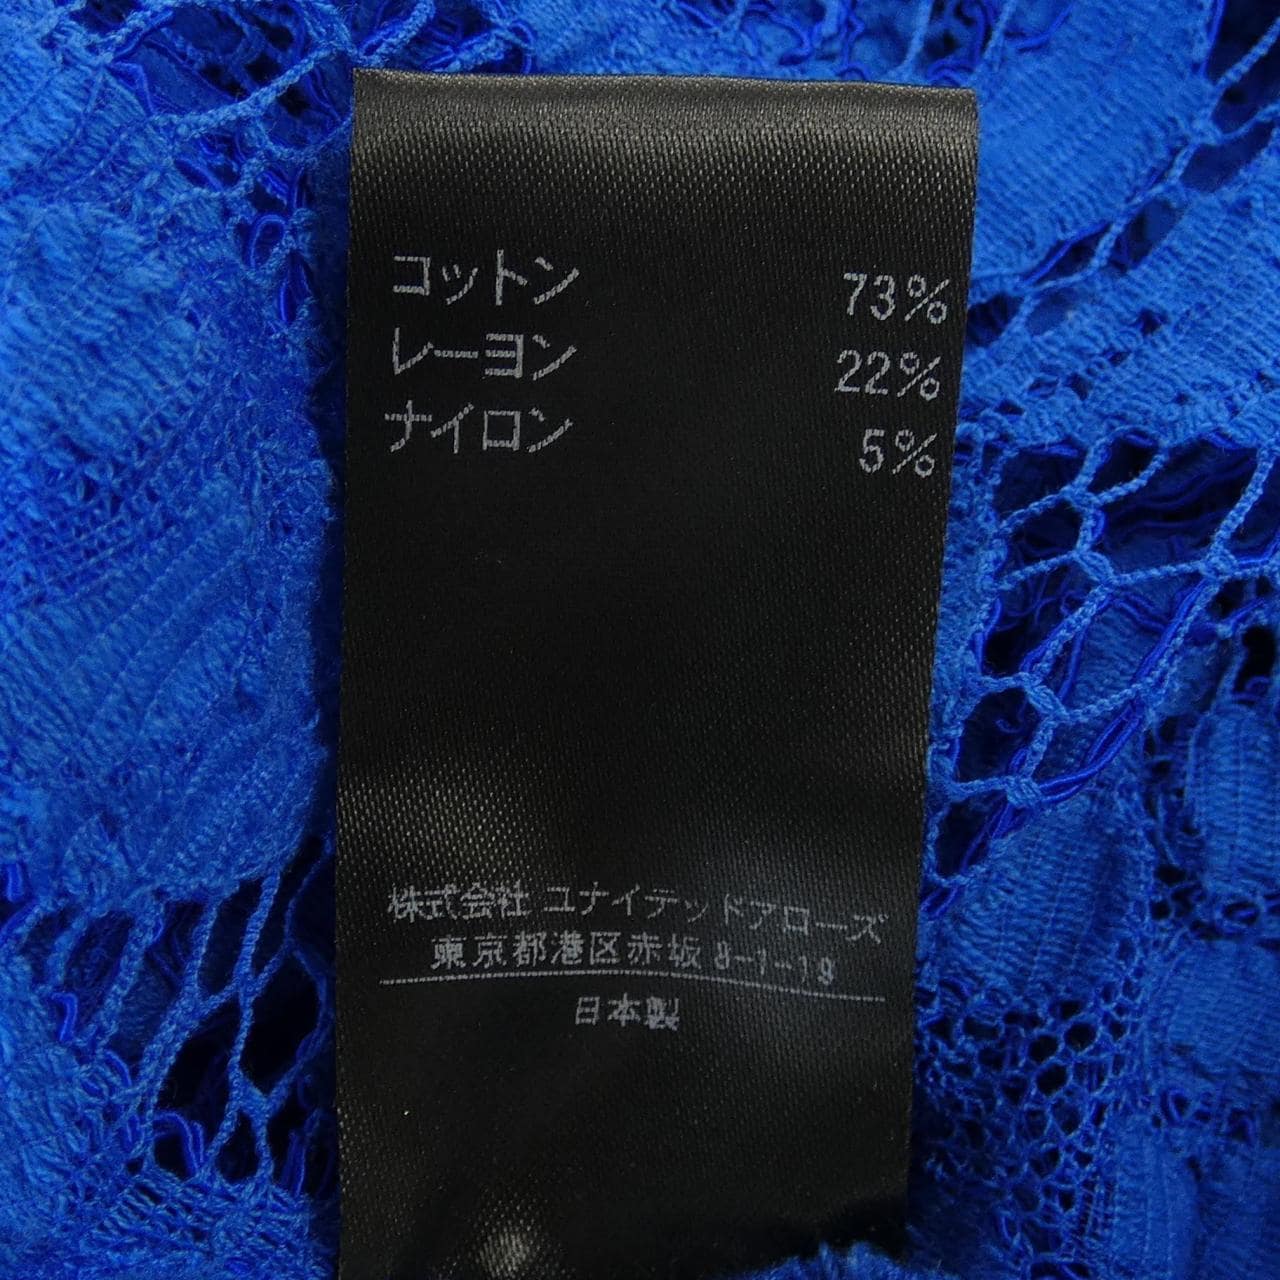 コットン 73%
レーヨン 22%
ナイロン 5%
株式会社 ユナイテッドアローズ
東京都港区赤坂8-1-19
日本製